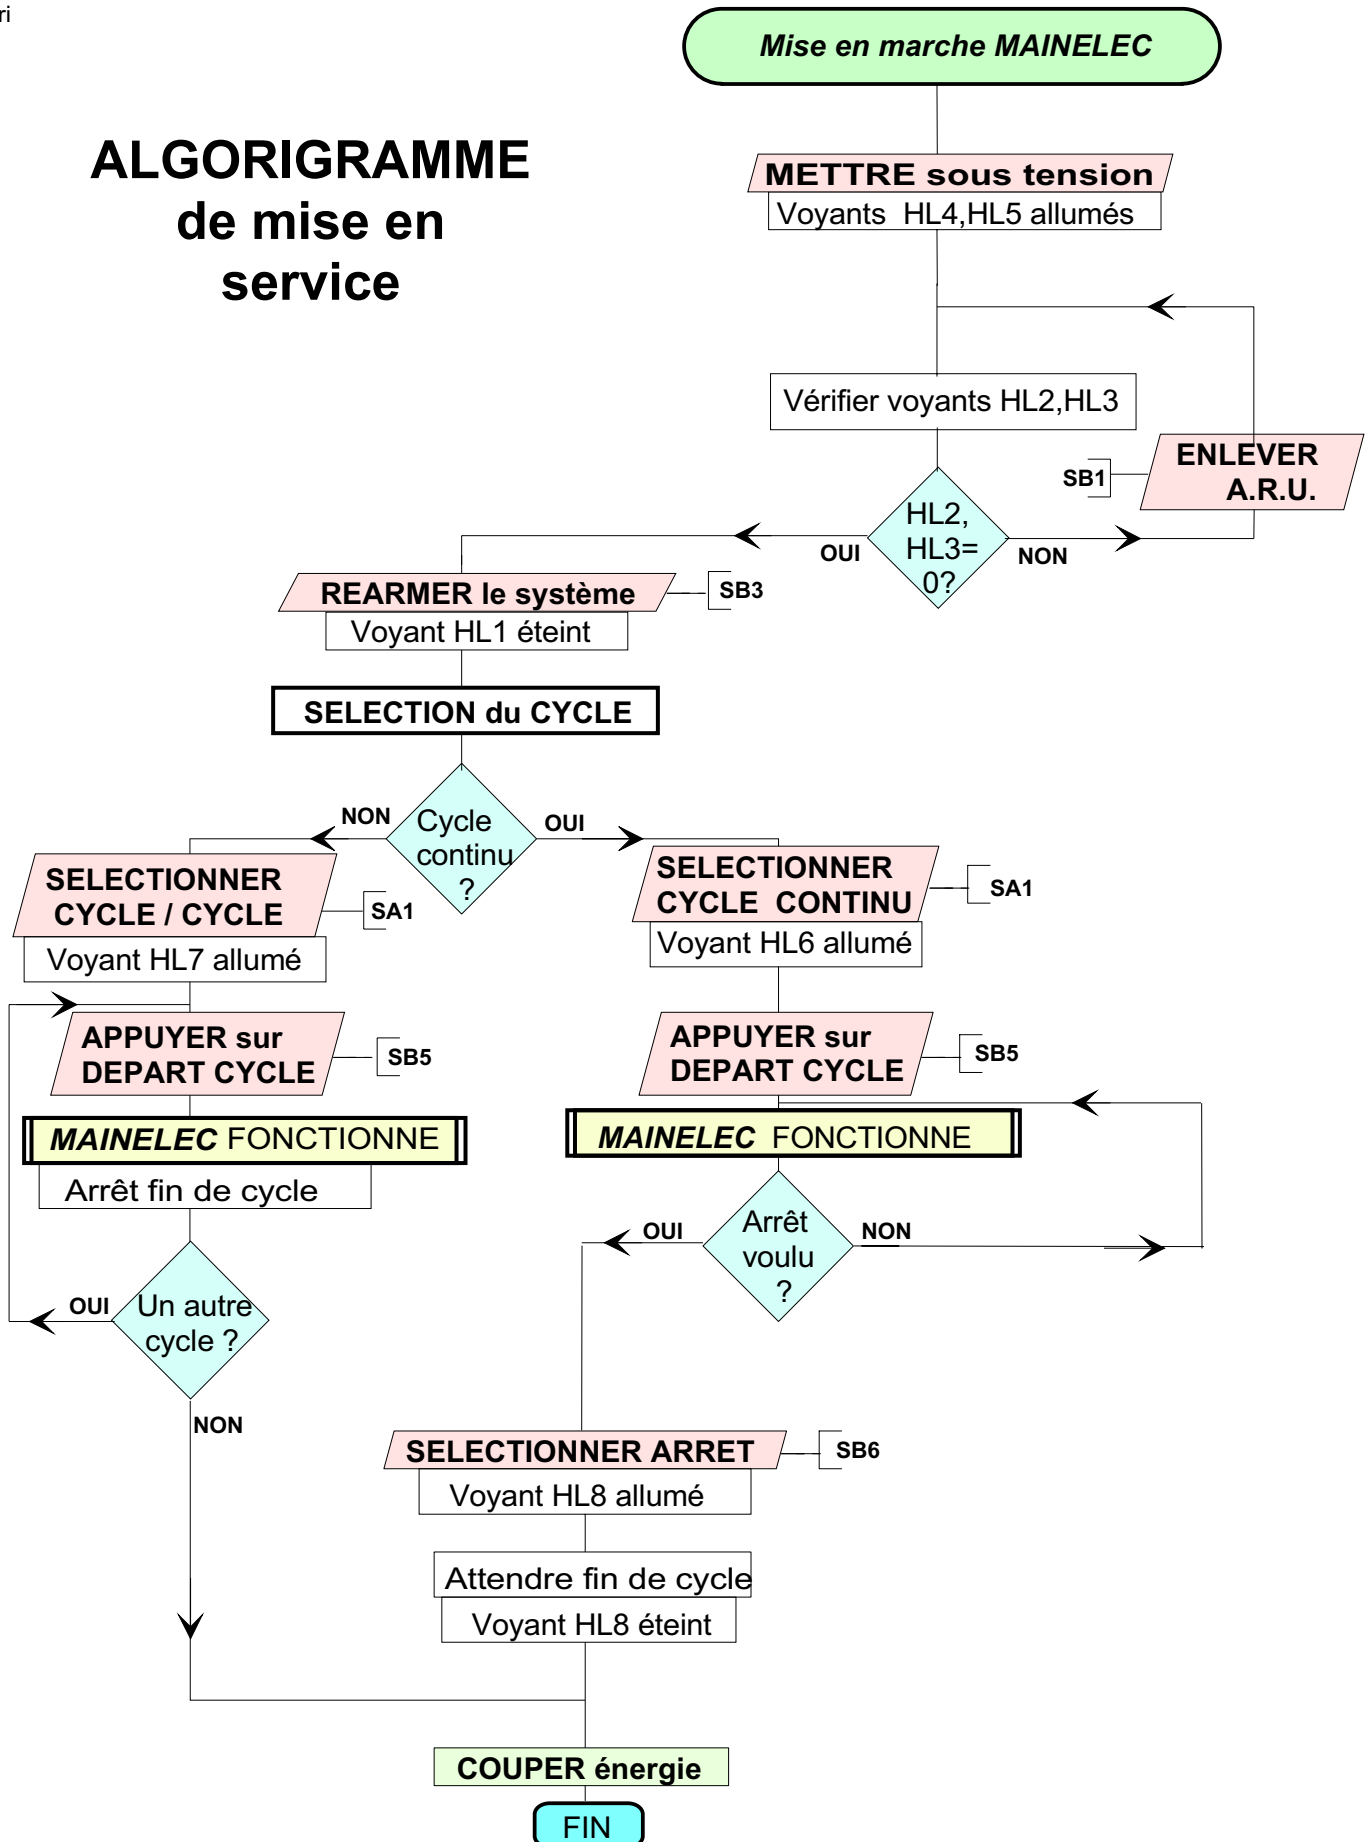 ri
Mise en marche MAINELEC
ALGORIGRAMME
de mise en
service
METTRE sous tension
Voyants HL4,HL5 allumés
Vérifier voyants HL2,HL3
ENLEVER
A.R.U.
SB1
HL2,
HL3=
0?
OUI
NON
REARMER le système
SB3
Voyant HL1 éteint
SELECTION du CYCLE
Cycle
continu
?
NON
OUI
SELECTIONNER
CYCLE / CYCLE
SA1
Voyant HL7 allumé
SELECTIONNER
CYCLE CONTINU
SA1
Voyant HL6 allumé
APPUYER sur
DEPART CYCLE
SB5
APPUYER sur
DEPART CYCLE
SB5
MAINELEC FONCTIONNE
Arrêt fin de cycle
MAINELEC FONCTIONNE
Arrêt
voulu
?
OUI
NON
OUI
Un autre
cycle ?
NON
SELECTIONNER ARRET
SB6
Voyant HL8 allumé
Attendre fin de cycle
Voyant HL8 éteint
COUPER énergie
FIN